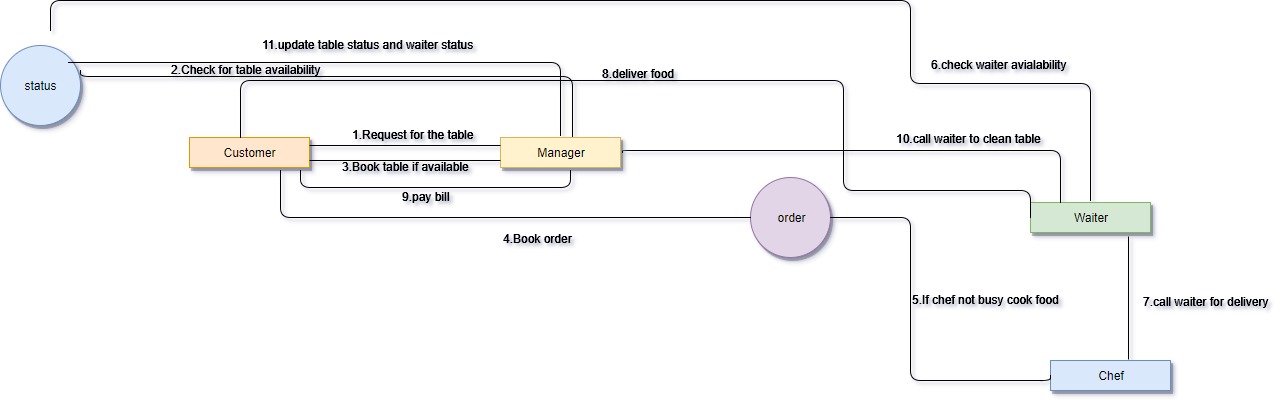 11.update table status and waiter status
6.check waiter avialability
2.Check for table availability
8.deliver food
status
1.Request for the table
10.call waiter to clean table
Customer
Manager
3.Book table if available
9.pay bill
order
Waiter
4.Book order
5.If chef not busy cook food
7.call waiter for delivery
Chef